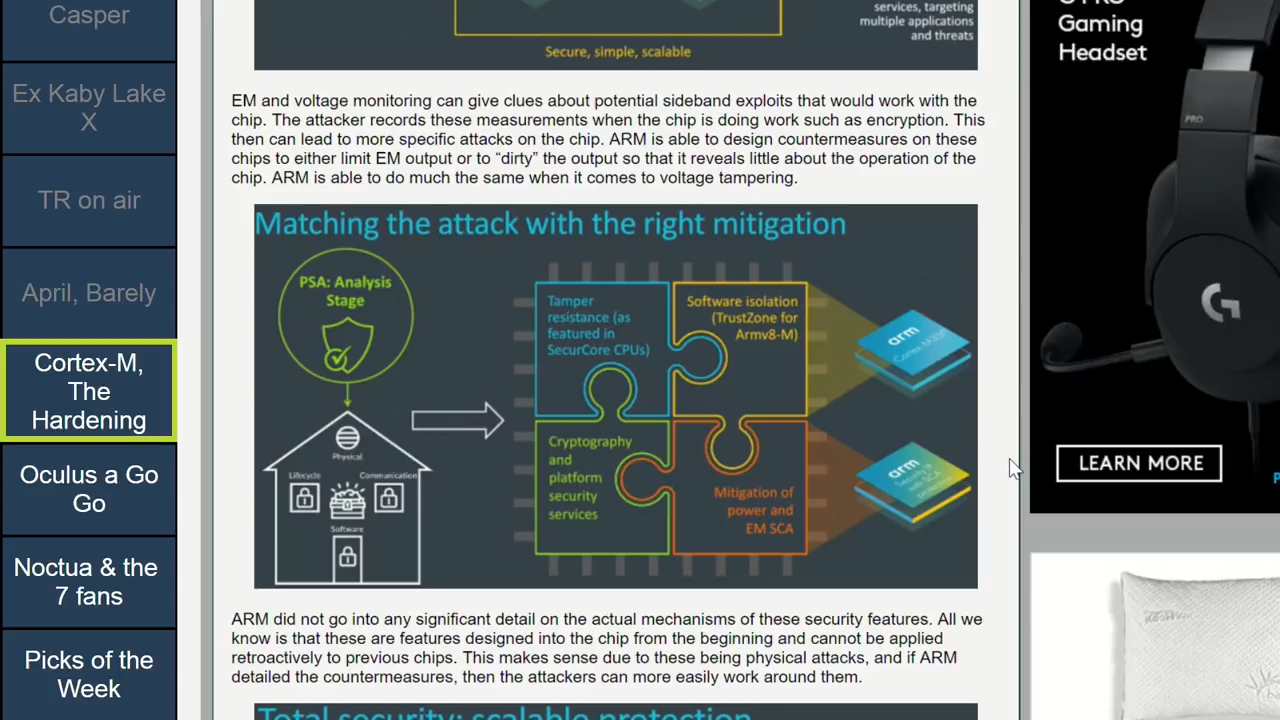 Casper
Ex Kaby Lake
X
TR on air
April, Barely
Cortex-M,
The
Hardening
Oculus a Go
Go
Noctua & the
7 fans
Picks of the
Week
services, targeting
multiple applications
and threats
Secure, simple, scalable
EM and voltage monitoring can give clues about potential sideband exploits that would work with the
chip. The attacker records these measurements when the chip is doing work such as encryption. This
then can lead to more specific attacks on the chip. ARM is able to design countermeasures on these
chips to either limit EM output or to “dirty” the output so that it reveals little about the operation of the
chip. ARM is able to do much the same when it comes to voltage tampering.
Matching the attack with the right mitigation
PSA: Analysis
Stage
Physical
Lifecycle
Communication
Software
Tamper
resistance (as
featured in
SecurCore CPUs)
Software isolation
(TrustZone for
Armv8-M)
Cryptography
and
platform
security
services
Mitigation of
power and
EM SCA
arm
arm
ARM did not go into any significant detail on the actual mechanisms of these security features. All we
know is that these are features designed into the chip from the beginning and cannot be applied
retroactively to previous chips. This makes sense due to these being physical attacks, and if ARM
detailed the countermeasures, then the attackers can more easily work around them.
Total security: scalable protection
Gaming
Headset
PRO
LEARN MORE